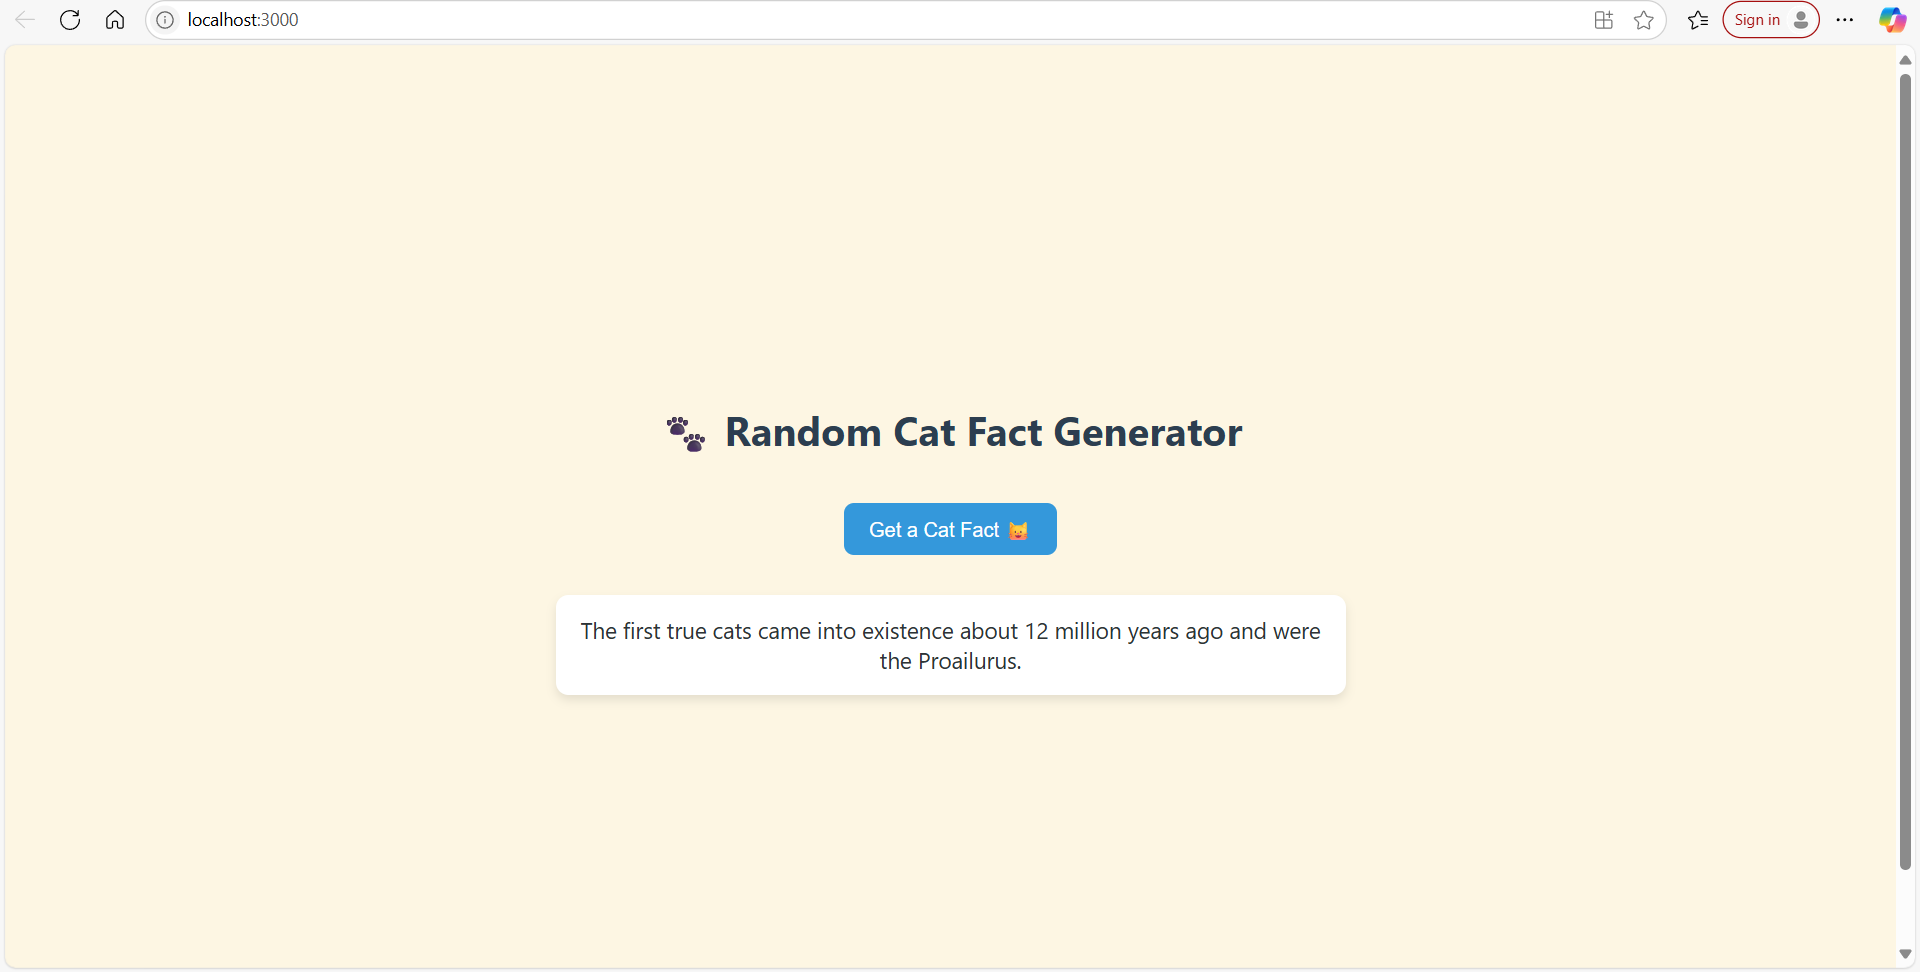 localhost:3000
Sign in
🐾 Random Cat Fact Generator
Get a Cat Fact 🐱
The first true cats came into existence about 12 million years ago and were
the Proailurus.